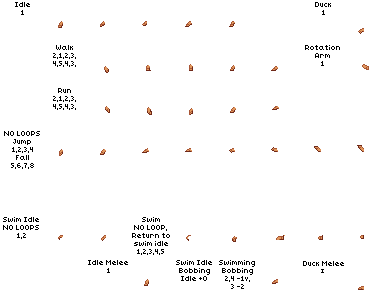 Idle
1
Duck
1
Walk
2,1,2,3,
4,5,4,3,
Rotation
Arm
1
Run
2,1,2,3,
4,5,4,3,
NO LOOPS
Jump
1,2,3,4
Fall
5,6,7,8
Swim Idle
NO LOOPS
1,2
Swim
NO LOOP,
Return to
swim idle
1,2,3,4,5
Idle Melee
1
Swim Idle
Bobbing
Idle +0
Swimming
Bobbing
2,4 -1v,
3 -2
Duck Melee
1